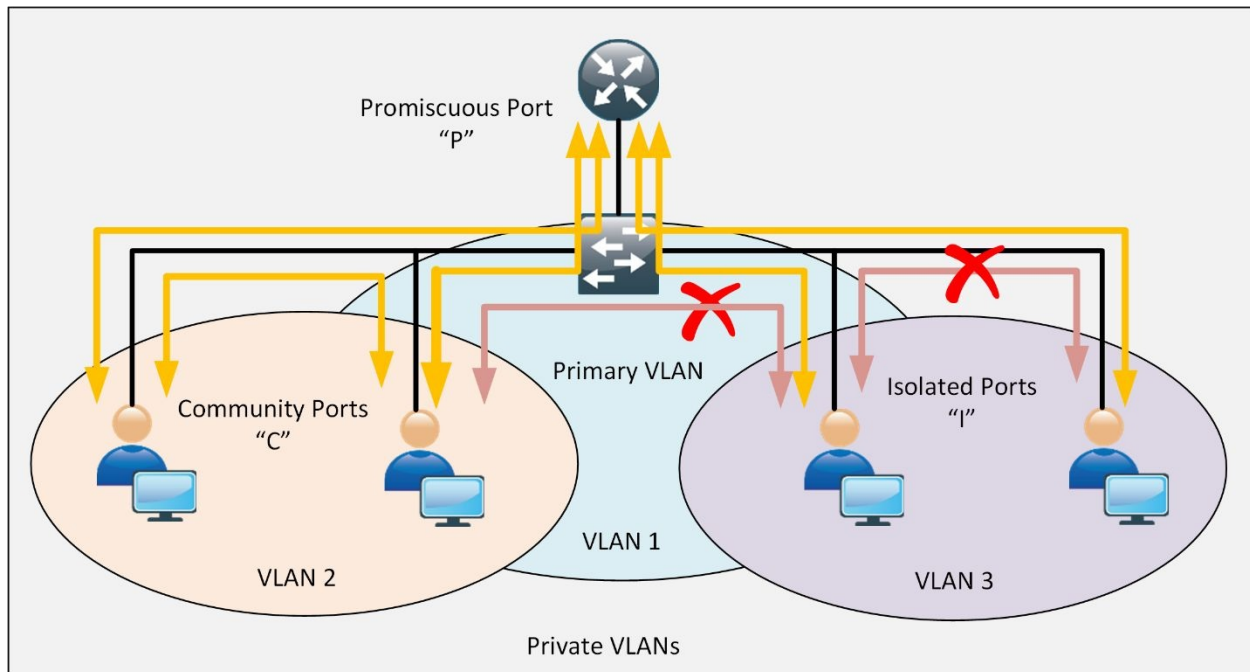 Promiscuous Port
“P”
Primary VLAN
Community Ports
“C”
Isolated Ports
“I”
VLAN 1
VLAN 2
VLAN 3
Private VLANs